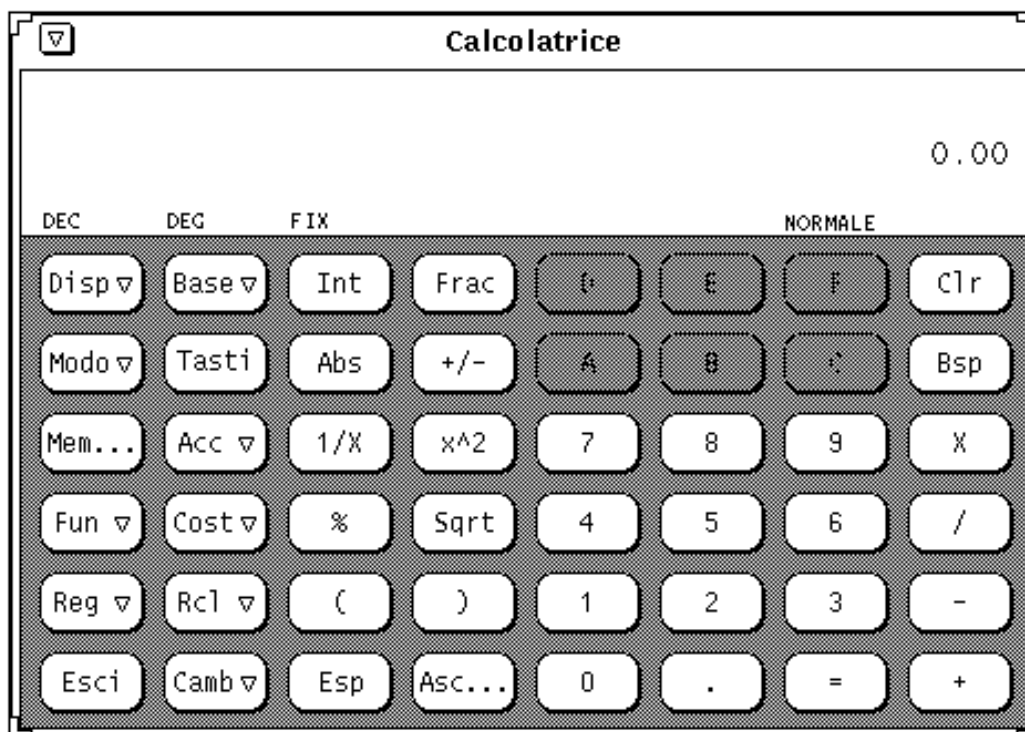 Calcolatrice
0.00
DEC DEG FIX NORMALE
Disp Base Int Frac D E F Clr
Modo Tasti Abs +/- A B C Bsp
Mem... Acc 1/X x^2 7 8 9 X
Fun Cost % Sqrt 4 5 6 /
Reg Rcl ( ) 1 2 3 -
Esci Camb Esp Asc... 0 . = +